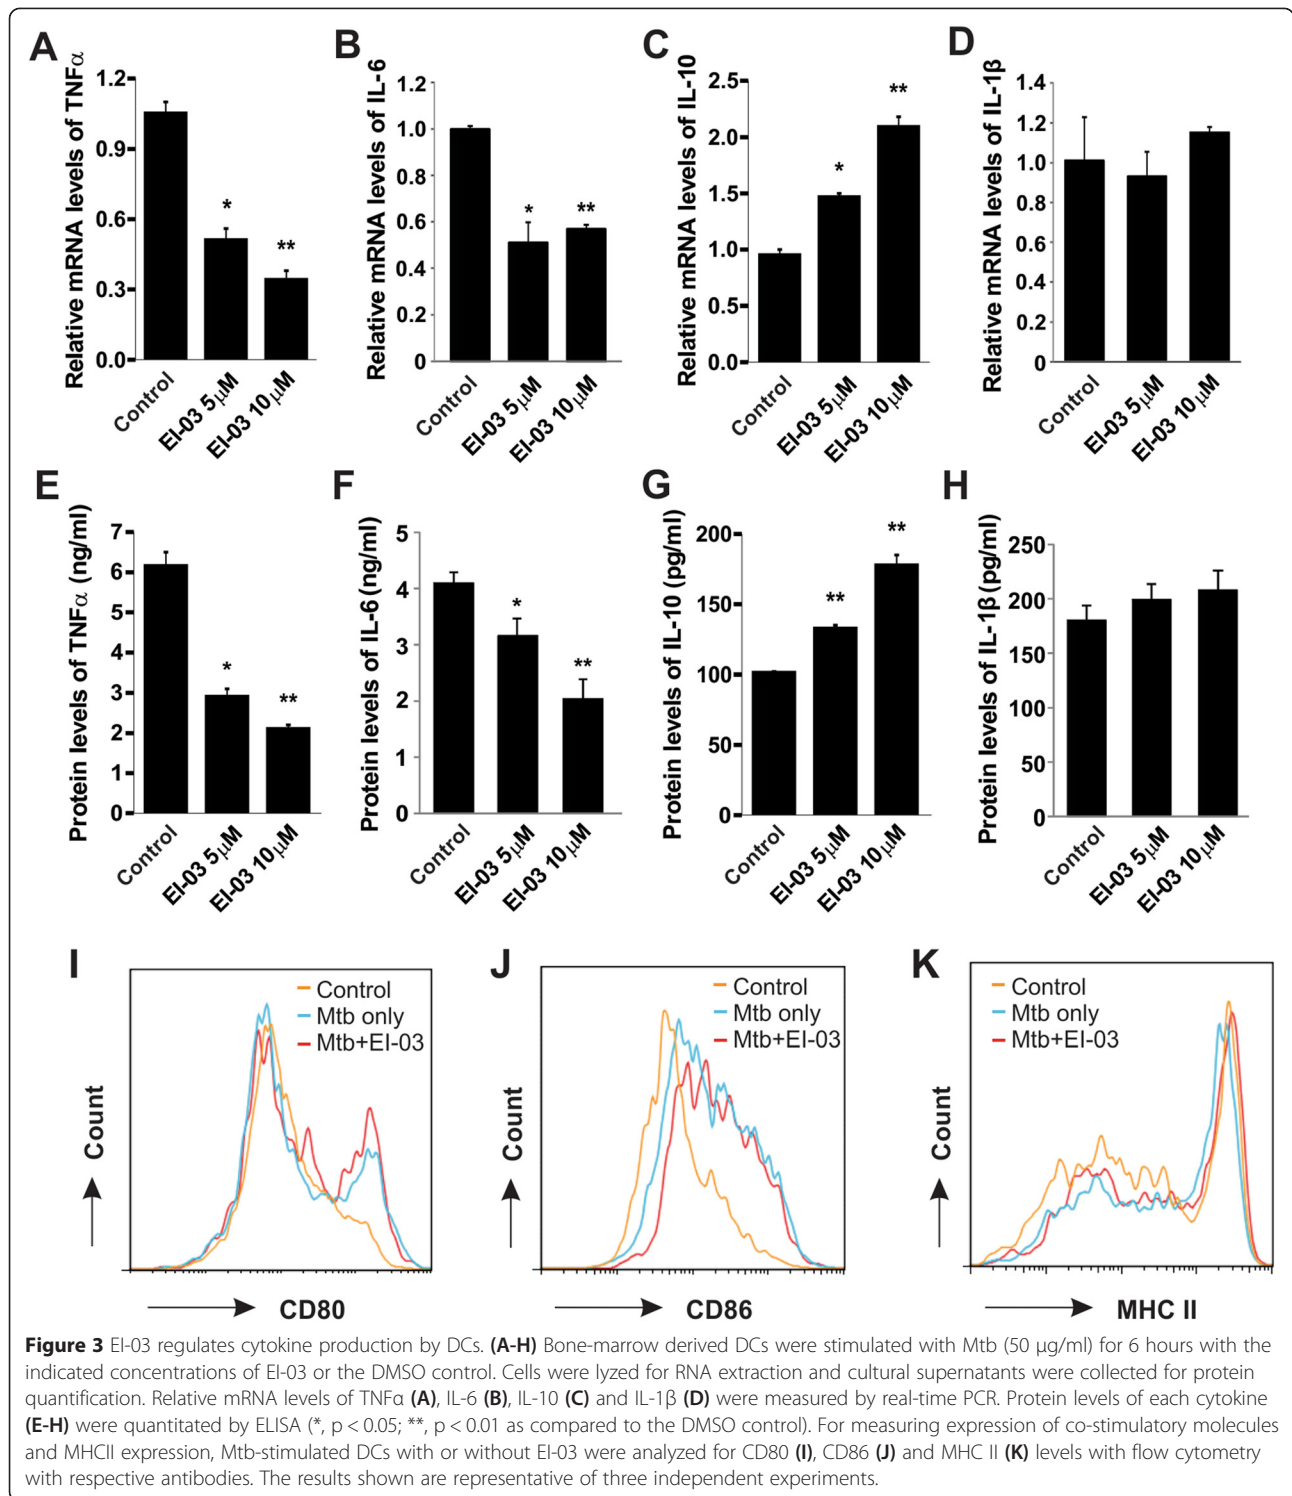 A
Relative mRNA levels of TNFα
1.2
0.9
0.6
0.3
0.0
*
**
Control
EI-03 5μM
EI-03 10μM
B
Relative mRNA levels of IL-6
1.2
1.0
0.8
0.6
0.4
0.2
0
*
**
Control
EI-03 5μM
EI-03 10μM
C
Relative mRNA levels of IL-10
2.5
2.0
1.5
1.0
0.5
0.0
*
**
Control
EI-03 5μM
EI-03 10μM
D
Relative mRNA levels of IL-1β
1.4
1.2
1.0
0.8
0.6
0.4
0.2
0
Control
EI-03 5μM
EI-03 10μM
E
Protein levels of TNFα (ng/ml)
7
6
5
4
3
2
1
0
*
**
Control
EI-03 5μM
EI-03 10μM
F
Protein levels of IL-6 (ng/ml)
5
4
3
2
1
0
*
**
Control
EI-03 5μM
EI-03 10μM
G
Protein levels of IL-10 (pg/ml)
200
150
100
50
0
**
**
Control
EI-03 5μM
EI-03 10μM
H
Protein levels of IL-1β (pg/ml)
250
200
150
100
50
0
Control
EI-03 5μM
EI-03 10μM
I
Control
Mtb only
Mtb+EI-03
Count
CD80
J
Control
Mtb only
Mtb+EI-03
Count
CD86
K
Control
Mtb only
Mtb+EI-03
Count
MHC II
Figure 3 EI-03 regulates cytokine production by DCs. (A-H) Bone-marrow derived DCs were stimulated with Mtb (50 μg/ml) for 6 hours with the
indicated concentrations of EI-03 or the DMSO control. Cells were lyzed for RNA extraction and cultural supernatants were collected for protein
quantification. Relative mRNA levels of TNFα (A), IL-6 (B), IL-10 (C) and IL-1β (D) were measured by real-time PCR. Protein levels of each cytokine
(E-H) were quantitated by ELISA (*, p < 0.05; **, p < 0.01 as compared to the DMSO control). For measuring expression of co-stimulatory molecules
and MHCII expression, Mtb-stimulated DCs with or without EI-03 were analyzed for CD80 (I), CD86 (J) and MHC II (K) levels with flow cytometry
with respective antibodies. The results shown are representative of three independent experiments.